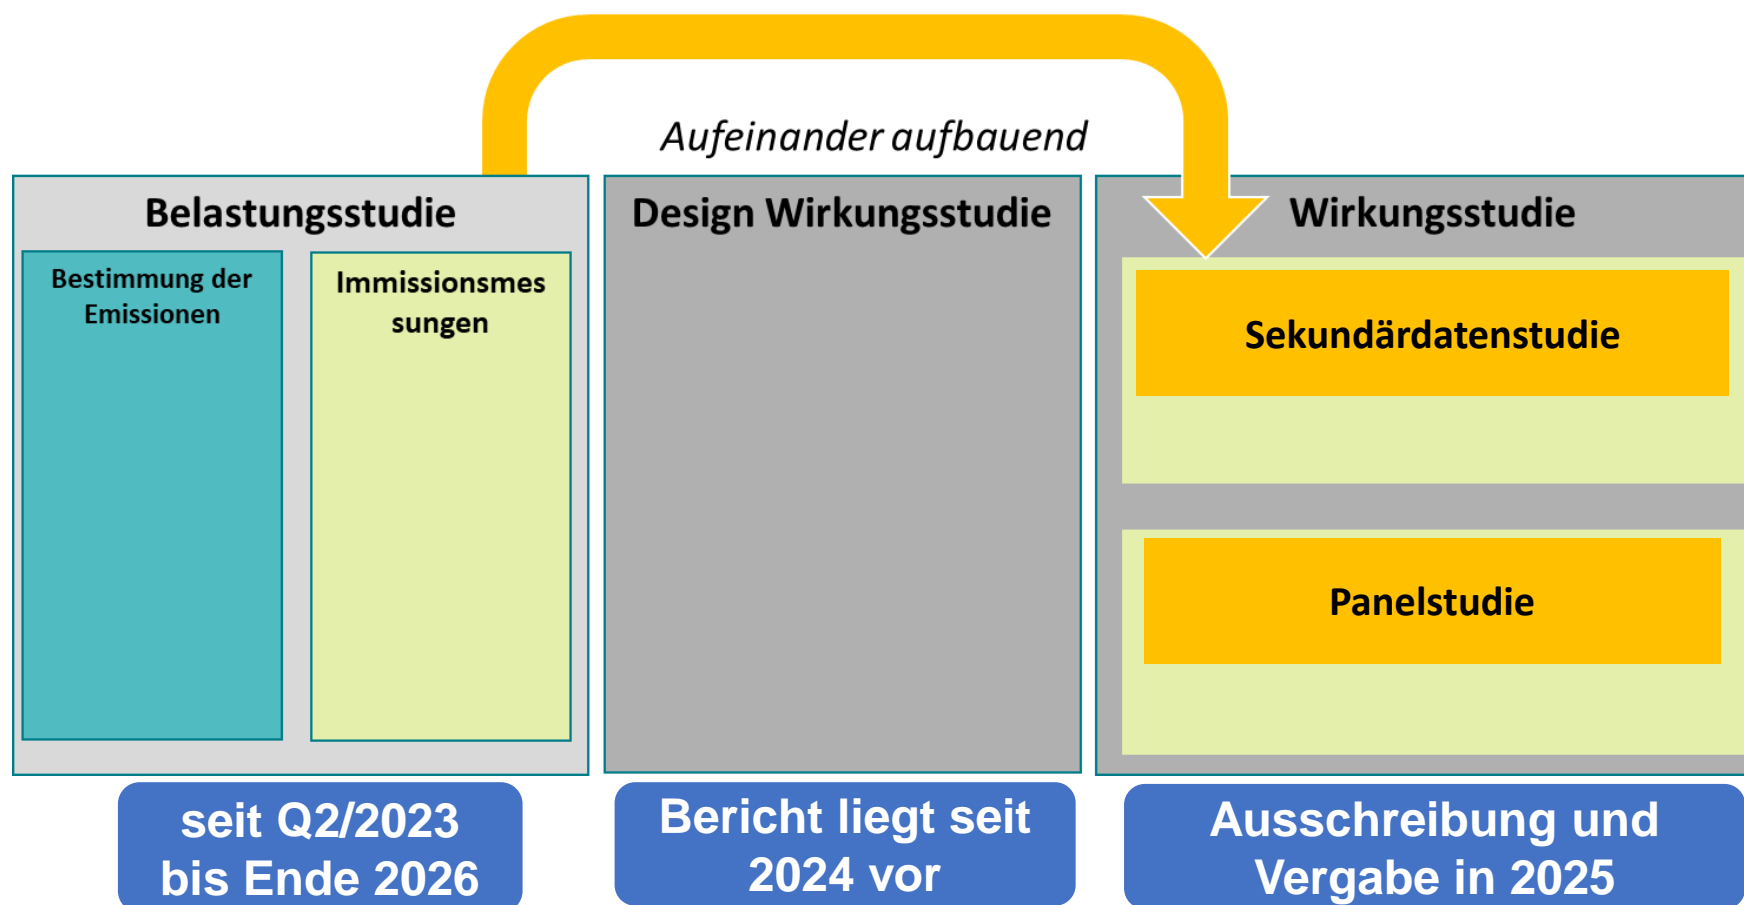 Aufeinander aufbauend
Belastungsstudie
Bestimmung der
Emissionen
Immissionsmes
sungen
seit Q2/2023
bis Ende 2026
Design Wirkungsstudie
Bericht liegt seit
2024 vor
Wirkungsstudie
Sekundärdatenstudie
Panelstudie
Ausschreibung und
Vergabe in 2025